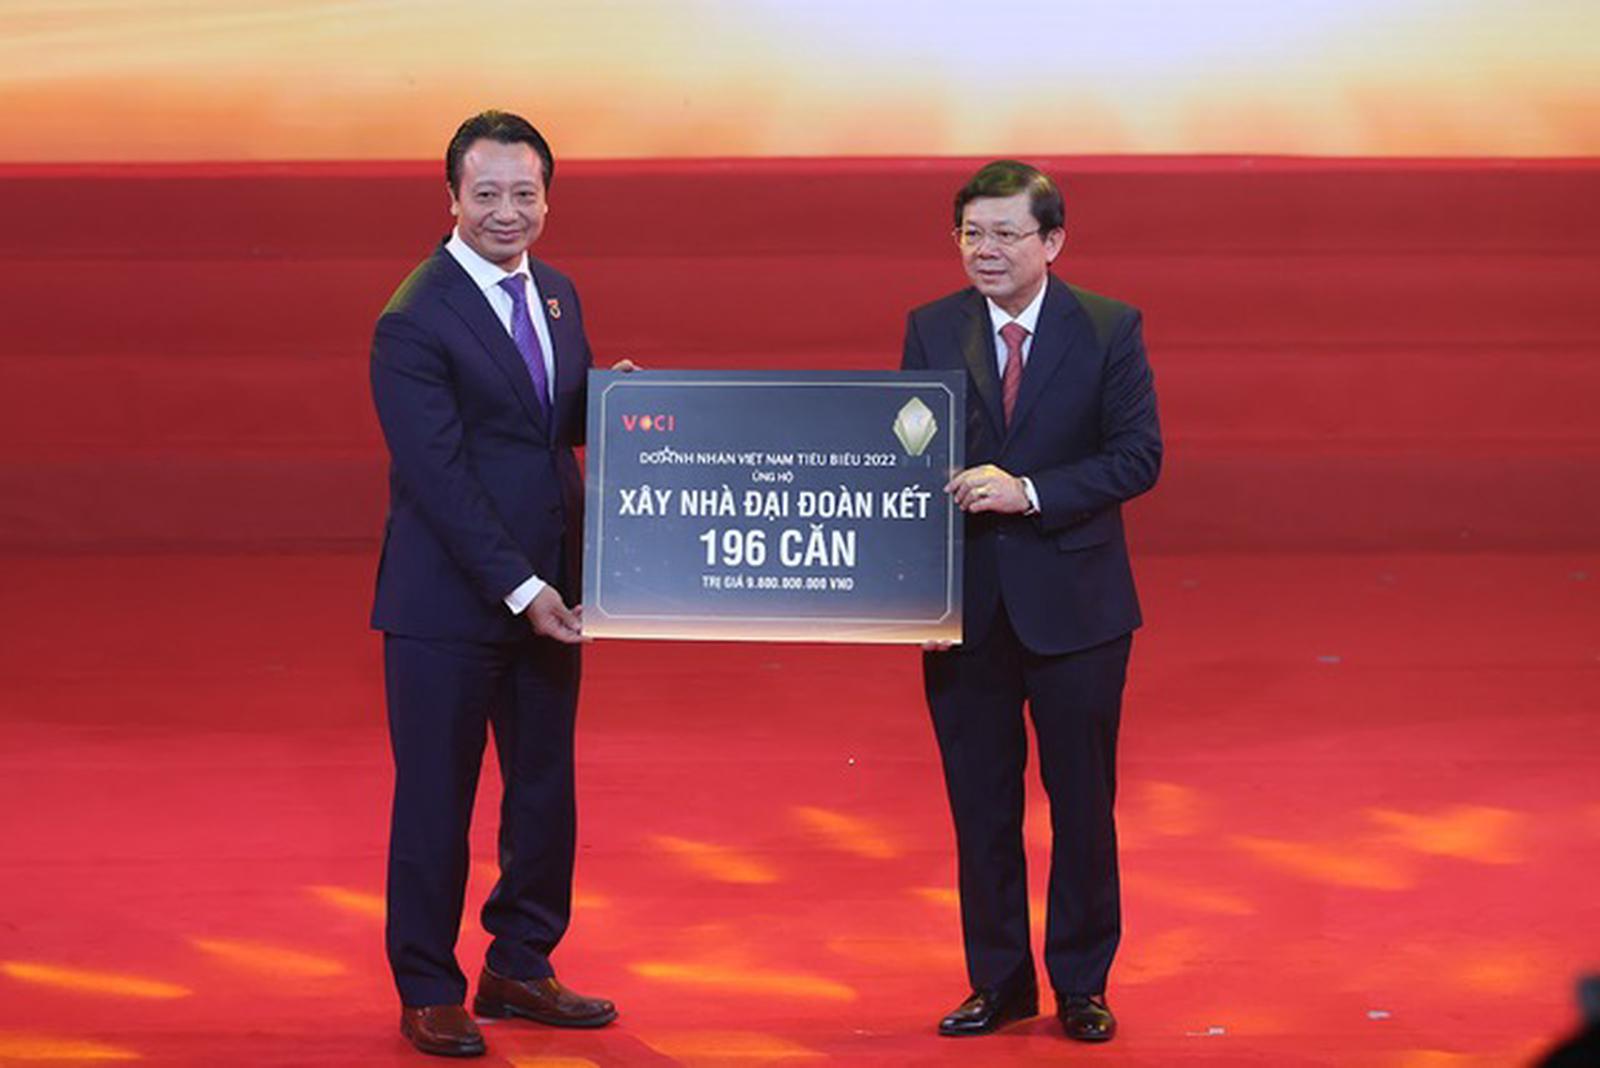 VCCI
DOANH NHÂN VIỆT NAM TIÊU BIỂU 2022
ỦNG HỘ
XÂY NHÀ ĐẠI ĐOÀN KẾT
196 CĂN
TRỊ GIÁ 9.800.000.000 VNĐ